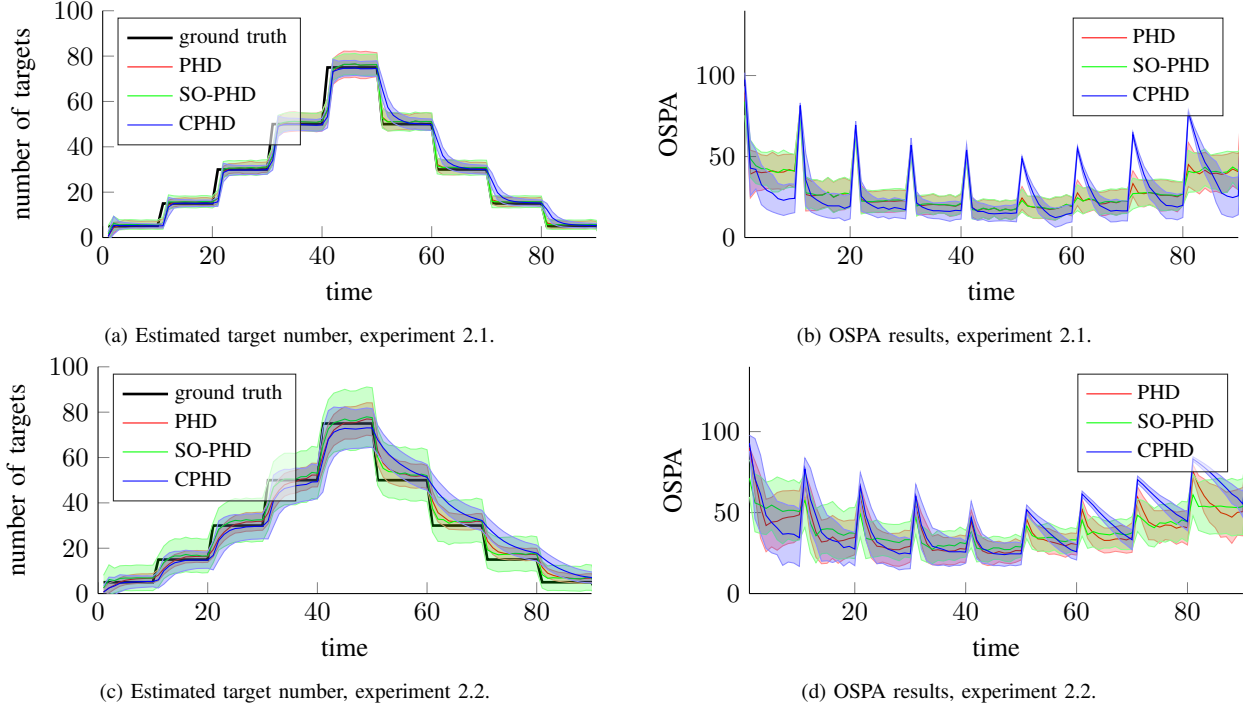 100
80
60
40
20
0
0
20
40
60
80
number of targets
time
ground truth
PHD
SO-PHD
CPHD
(a) Estimated target number, experiment 2.1.
100
50
0
20
40
60
80
OSPA
time
PHD
SO-PHD
CPHD
(b) OSPA results, experiment 2.1.
100
80
60
40
20
0
0
20
40
60
80
number of targets
time
ground truth
PHD
SO-PHD
CPHD
(c) Estimated target number, experiment 2.2.
100
50
0
20
40
60
80
OSPA
time
PHD
SO-PHD
CPHD
(d) OSPA results, experiment 2.2.